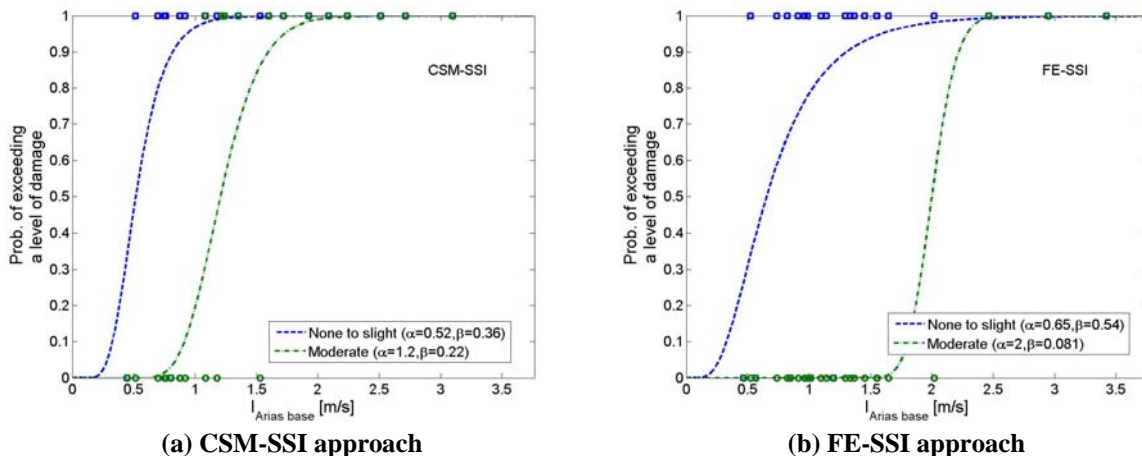 1
0.9
0.8
0.7
0.6
0.5
0.4
0.3
0.2
0.1
0
Prob. of exceeding
a level of damage
CSM-SSI
None to slight (α=0.52,β=0.36)
Moderate (α=1.2,β=0.22)
0 0.5 1 1.5 2 2.5 3 3.5
I Arias base [m/s]
(a) CSM-SSI approach
1
0.9
0.8
0.7
0.6
0.5
0.4
0.3
0.2
0.1
0
Prob. of exceeding
a level of damage
FE-SSI
None to slight (α=0.65,β=0.54)
Moderate (α=2,β=0.081)
0 0.5 1 1.5 2 2.5 3 3.5
I Arias base [m/s]
(b) FE-SSI approach